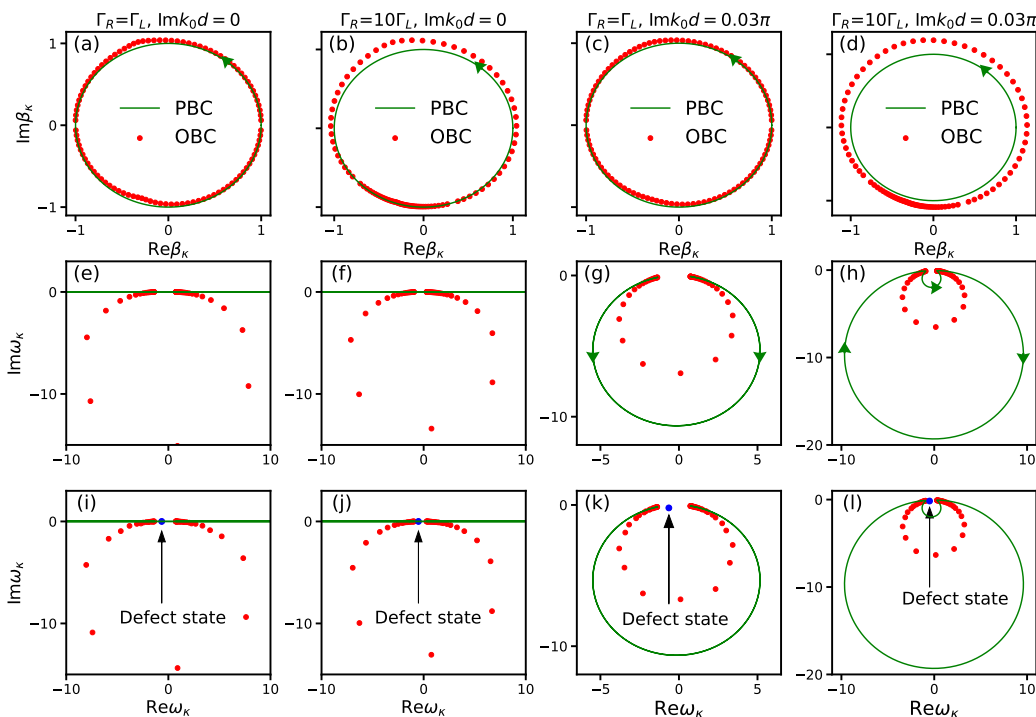 Γ_R=Γ_L, Imk_0d = 0
Γ_R=10Γ_L, Imk_0d = 0
Γ_R=Γ_L, Imk_0d = 0.03π
Γ_R=10Γ_L, Imk_0d = 0.03π
(a)
(b)
(c)
(d)
PBC
OBC
PBC
OBC
PBC
OBC
PBC
OBC
Imβ_κ
1
0
−1
−1 0 1
−1 0 1
−1 0 1
−1 0 1
Reβ_κ
Reβ_κ
Reβ_κ
Reβ_κ
(e)
(f)
(g)
(h)
Imω_κ
0
−10
−10 0 10
0
−10
−10 0 10
0
−5
−10
−5 0 5
0
−10
−20
−10 0 10
(i)
(j)
(k)
(l)
Defect state
Defect state
Defect state
Defect state
Imω_κ
0
−10
−10 0 10
0
−10
−10 0 10
0
−5
−10
−5 0 5
0
−10
−20
−10 0 10
Reω_κ
Reω_κ
Reω_κ
Reω_κ